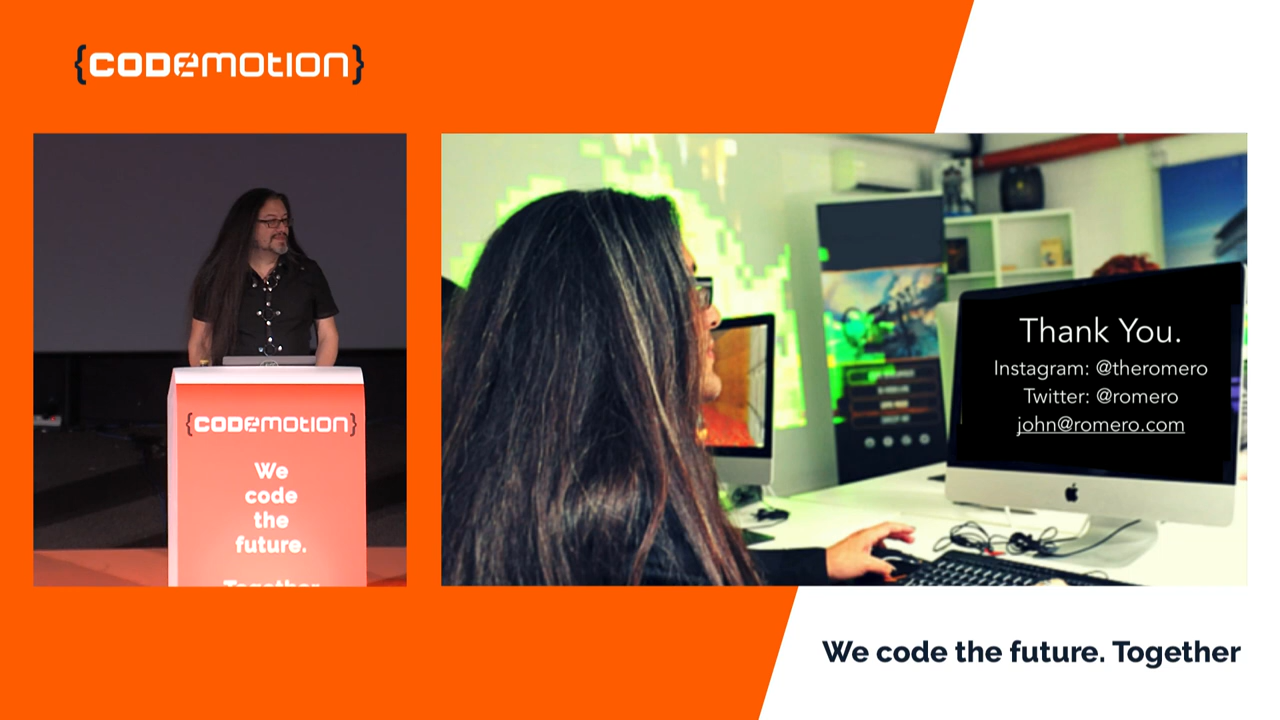 {CODEMOTION}
{CODEMOTION}
We
code
the
future.
Together
Thank You.
Instagram: @theromero
Twitter: @romero
john@romero.com
We code the future. Together